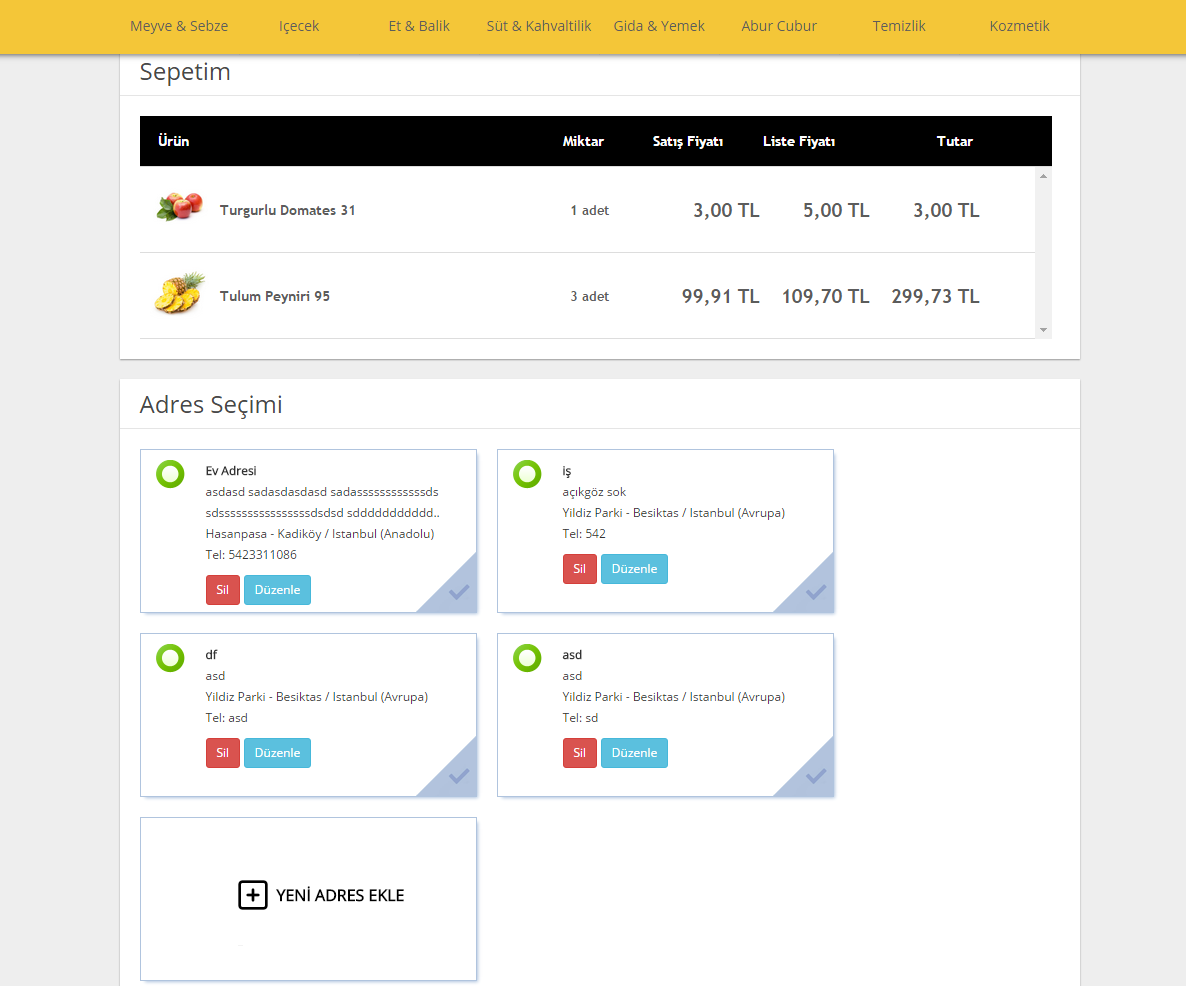 Meyve & Sebze Içecek Et & Balik Süt & Kahvaltilik Gida & Yemek Abur Cubur Temizlik Kozmetik
Sepetim
Ürün Miktar Satış Fiyatı Liste Fiyatı Tutar
Turgurlu Domates 31 1 adet 3,00 TL 5,00 TL 3,00 TL
Tulum Peyniri 95 3 adet 99,91 TL 109,70 TL 299,73 TL
Adres Seçimi
Ev Adresi
asdasd sadasdasdasd sadassssssssssssds
sdsssssssssssssssssdsdsd sddddddddddd..
Hasanpasa - Kadiköy / Istanbul (Anadolu)
Tel: 5423311086
Sil Düzenle
iş
açıkgöz sok
Yildiz Parki - Besiktas / Istanbul (Avrupa)
Tel: 542
Sil Düzenle
df
asd
Yildiz Parki - Besiktas / Istanbul (Avrupa)
Tel: asd
Sil Düzenle
asd
asd
Yildiz Parki - Besiktas / Istanbul (Avrupa)
Tel: sd
Sil Düzenle
YENİ ADRES EKLE